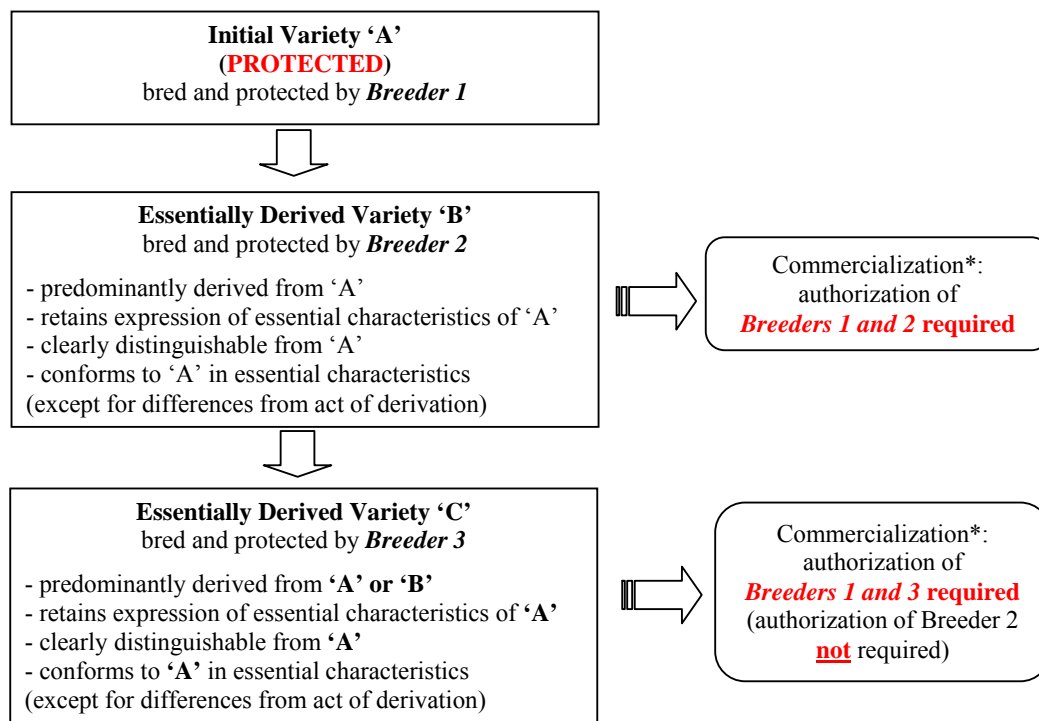 Initial Variety ‘A’
(PROTECTED)
bred and protected by Breeder 1
Essentially Derived Variety ‘B’
bred and protected by Breeder 2
- predominantly derived from ‘A’
- retains expression of essential characteristics of ‘A’
- clearly distinguishable from ‘A’
- conforms to ‘A’ in essential characteristics
(except for differences from act of derivation)
Commercialization*:
authorization of
Breeders 1 and 2 required
Essentially Derived Variety ‘C’
bred and protected by Breeder 3
- predominantly derived from ‘A’ or ‘B’
- retains expression of essential characteristics of ‘A’
- clearly distinguishable from ‘A’
- conforms to ‘A’ in essential characteristics
(except for differences from act of derivation)
Commercialization*:
authorization of
Breeders 1 and 3 required
(authorization of Breeder 2
not required)